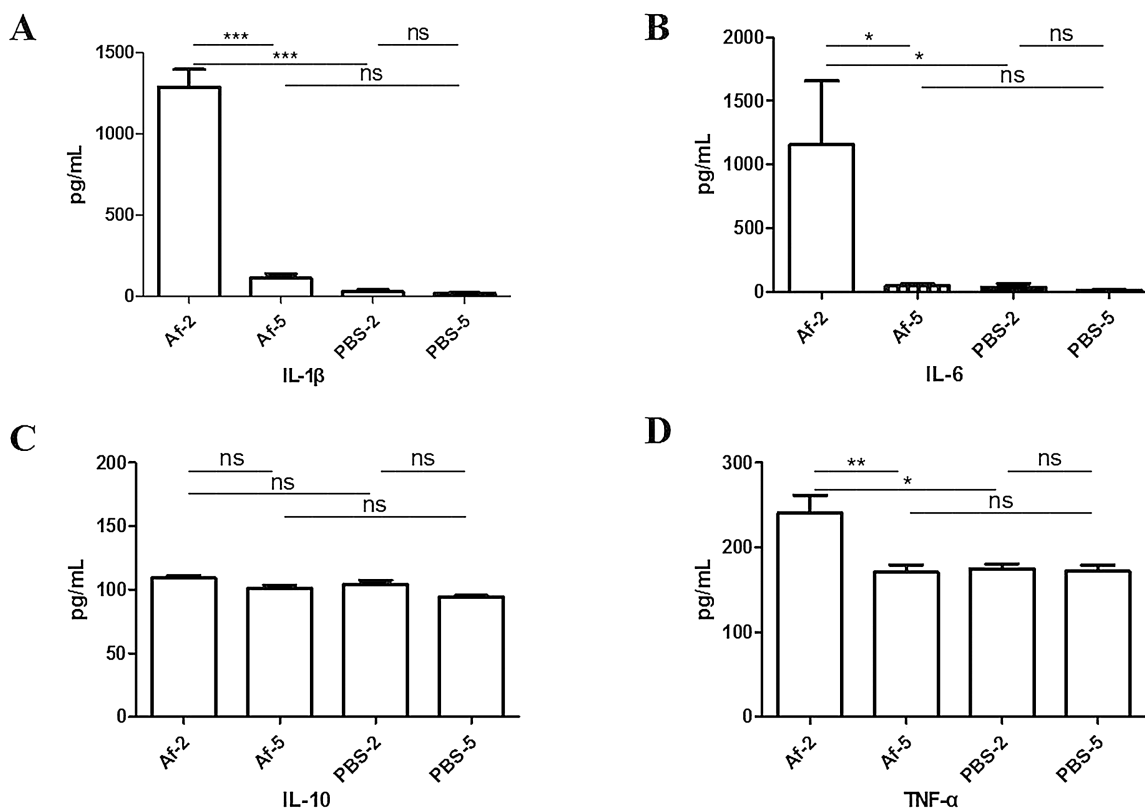 A
1500
1000
500
0
pg/mL
***
***
ns
ns
Af-2
Af-5
PBS-2
PBS-5
IL-1β
B
2000
1500
1000
500
0
pg/mL
*
*
ns
ns
Af-2
Af-5
PBS-2
PBS-5
IL-6
C
200
150
100
50
0
pg/mL
ns
ns
ns
ns
Af-2
Af-5
PBS-2
PBS-5
IL-10
D
300
200
100
0
pg/mL
**
*
ns
ns
Af-2
Af-5
PBS-2
PBS-5
TNF-α